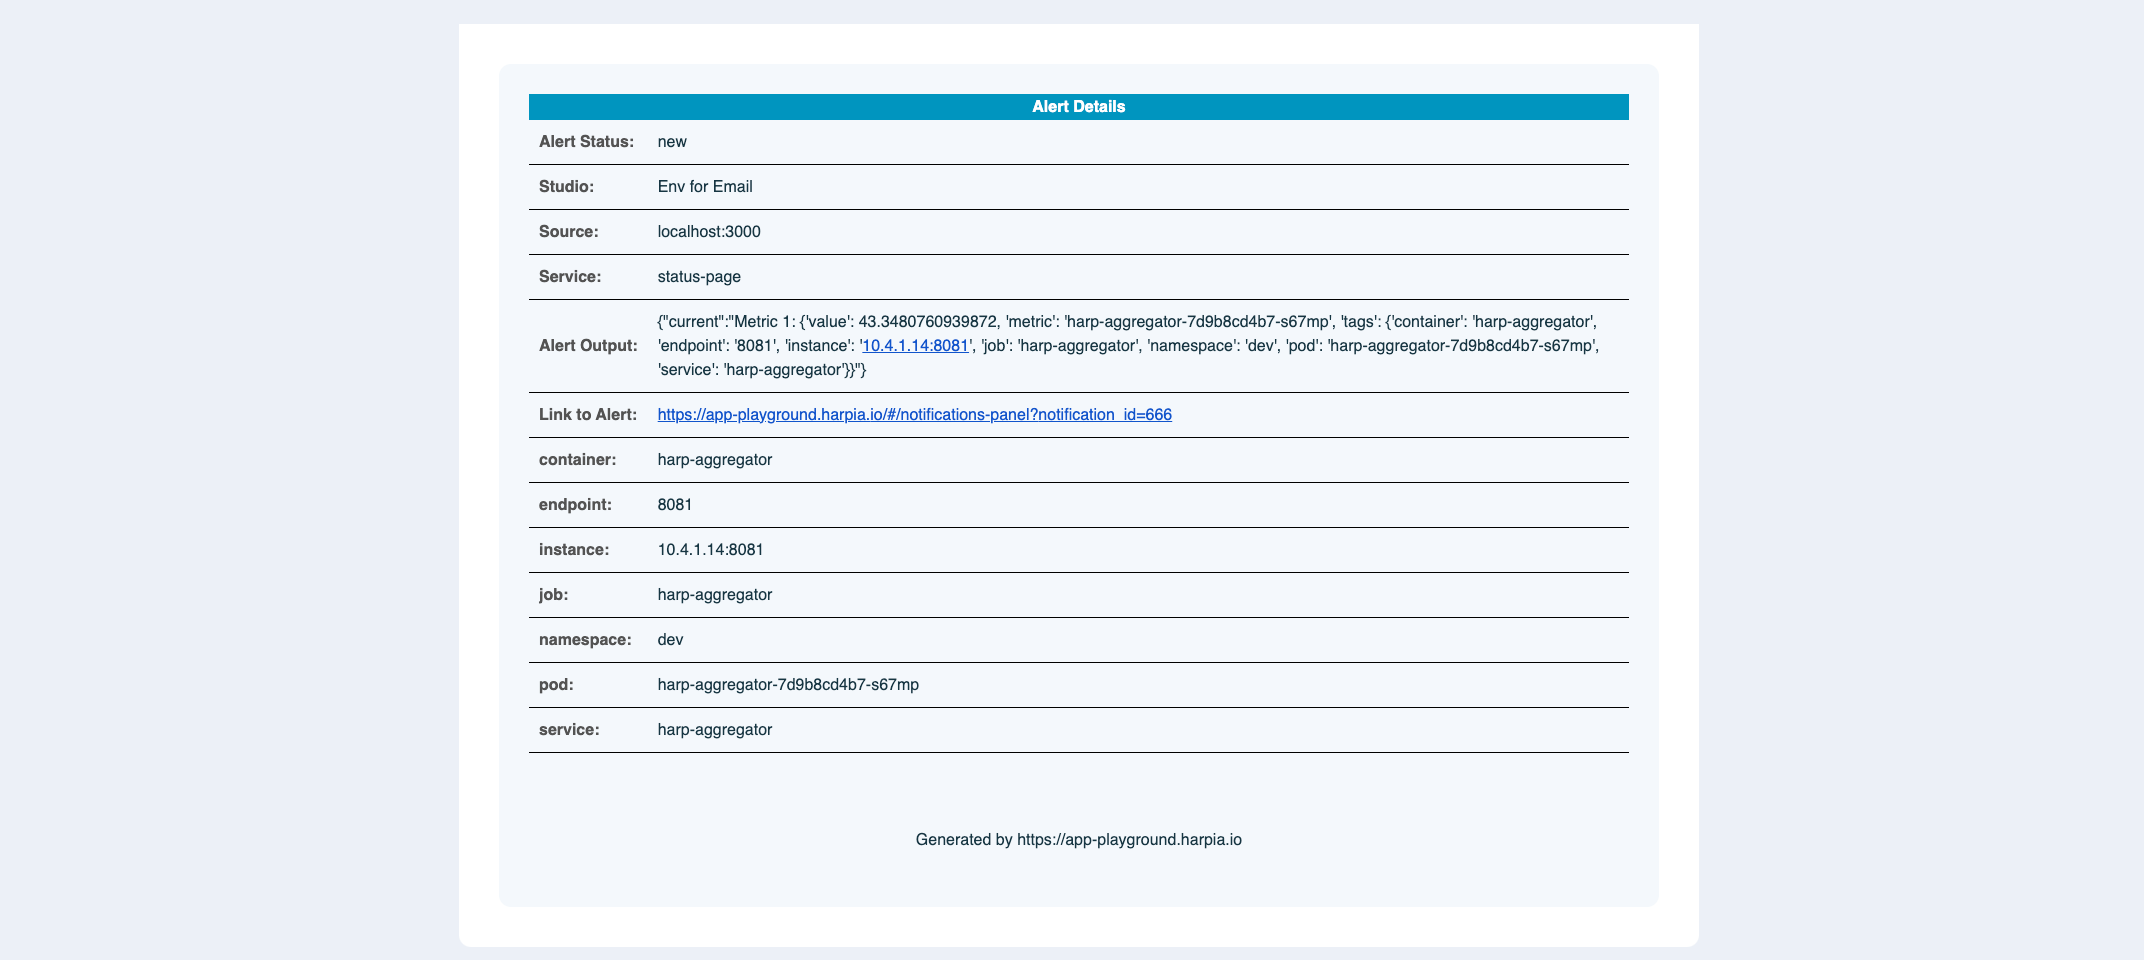 Alert Details
Alert Status: new
Studio: Env for Email
Source: localhost:3000
Service: status-page
Alert Output: {"current":"Metric 1: {'value': 43.3480760939872, 'metric': 'harp-aggregator-7d9b8cd4b7-s67mp', 'tags': {'container': 'harp-aggregator',
'endpoint': '8081', 'instance': '10.4.1.14:8081', 'job': 'harp-aggregator', 'namespace': 'dev', 'pod': 'harp-aggregator-7d9b8cd4b7-s67mp',
'service': 'harp-aggregator'}}"}
Link to Alert: https://app-playground.harpia.io/#/notifications-panel?notification_id=666
container: harp-aggregator
endpoint: 8081
instance: 10.4.1.14:8081
job: harp-aggregator
namespace: dev
pod: harp-aggregator-7d9b8cd4b7-s67mp
service: harp-aggregator
Generated by https://app-playground.harpia.io